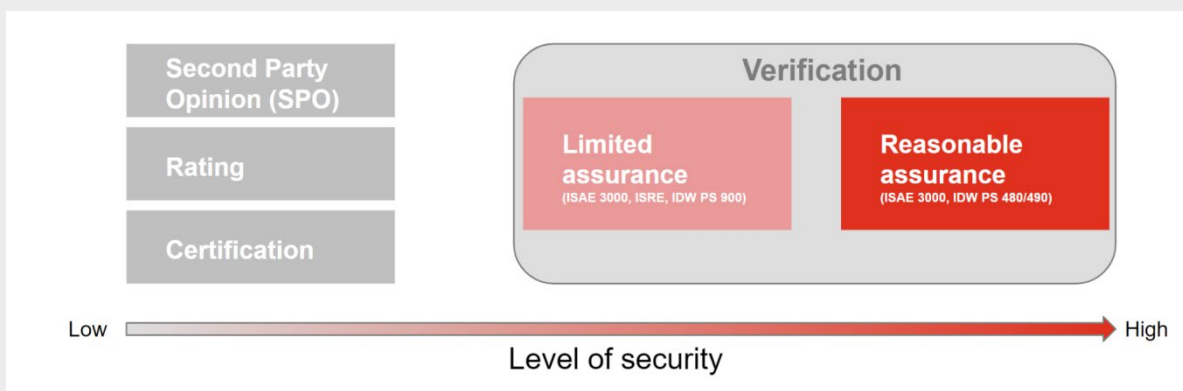 Second Party
Opinion (SPO)
Rating
Certification
Verification
Limited
assurance
(ISAE 3000, ISRE, IDW PS 900)
Reasonable
assurance
(ISAE 3000, IDW PS 480/490)
Low
High
Level of security